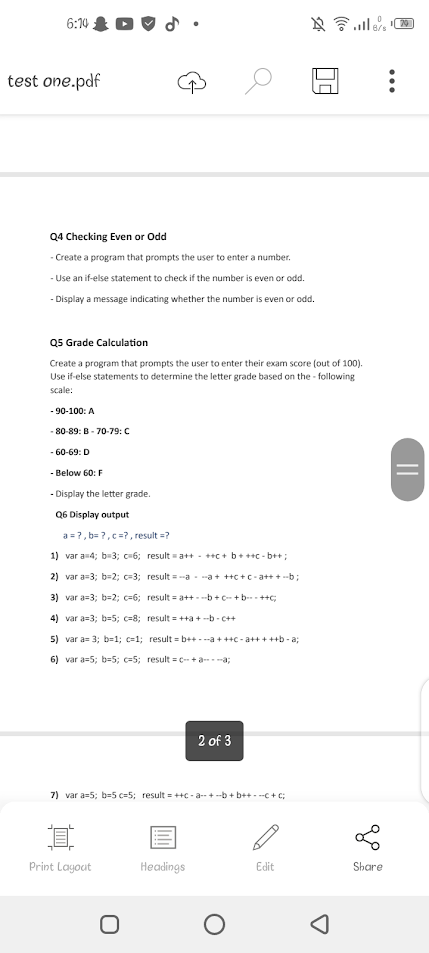 6:14
0
B/s
70
test one.pdf
Q4 Checking Even or Odd
- Create a program that prompts the user to enter a number.
- Use an if-else statement to check if the number is even or odd.
- Display a message indicating whether the number is even or odd.
Q5 Grade Calculation
Create a program that prompts the user to enter their exam score (out of 100).
Use if-else statements to determine the letter grade based on the - following
scale:
- 90-100: A
- 80-89: B - 70-79: C
- 60-69: D
- Below 60: F
- Display the letter grade.
Q6 Display output
a = ? , b= ? , c =? , result =?
1) var a=4; b=3; c=6; result = a++ - ++c + b + ++c - b++ ;
2) var a=3; b=2; c=3; result = --a - --a + ++c + c - a++ + --b ;
3) var a=3; b=2; c=6; result = a++ - --b + c-- + b-- - ++c;
4) var a=3; b=5; c=8; result = ++a + --b - c++
5) var a= 3; b=1; c=1; result = b++ - --a + ++c - a++ + ++b - a;
6) var a=5; b=5; c=5; result = c-- + a-- - --a;
2 of 3
7) var a=5; b=5 c=5; result = ++c - a-- + --b + b++ - --c + c;
Print Layout
Headings
Edit
Share